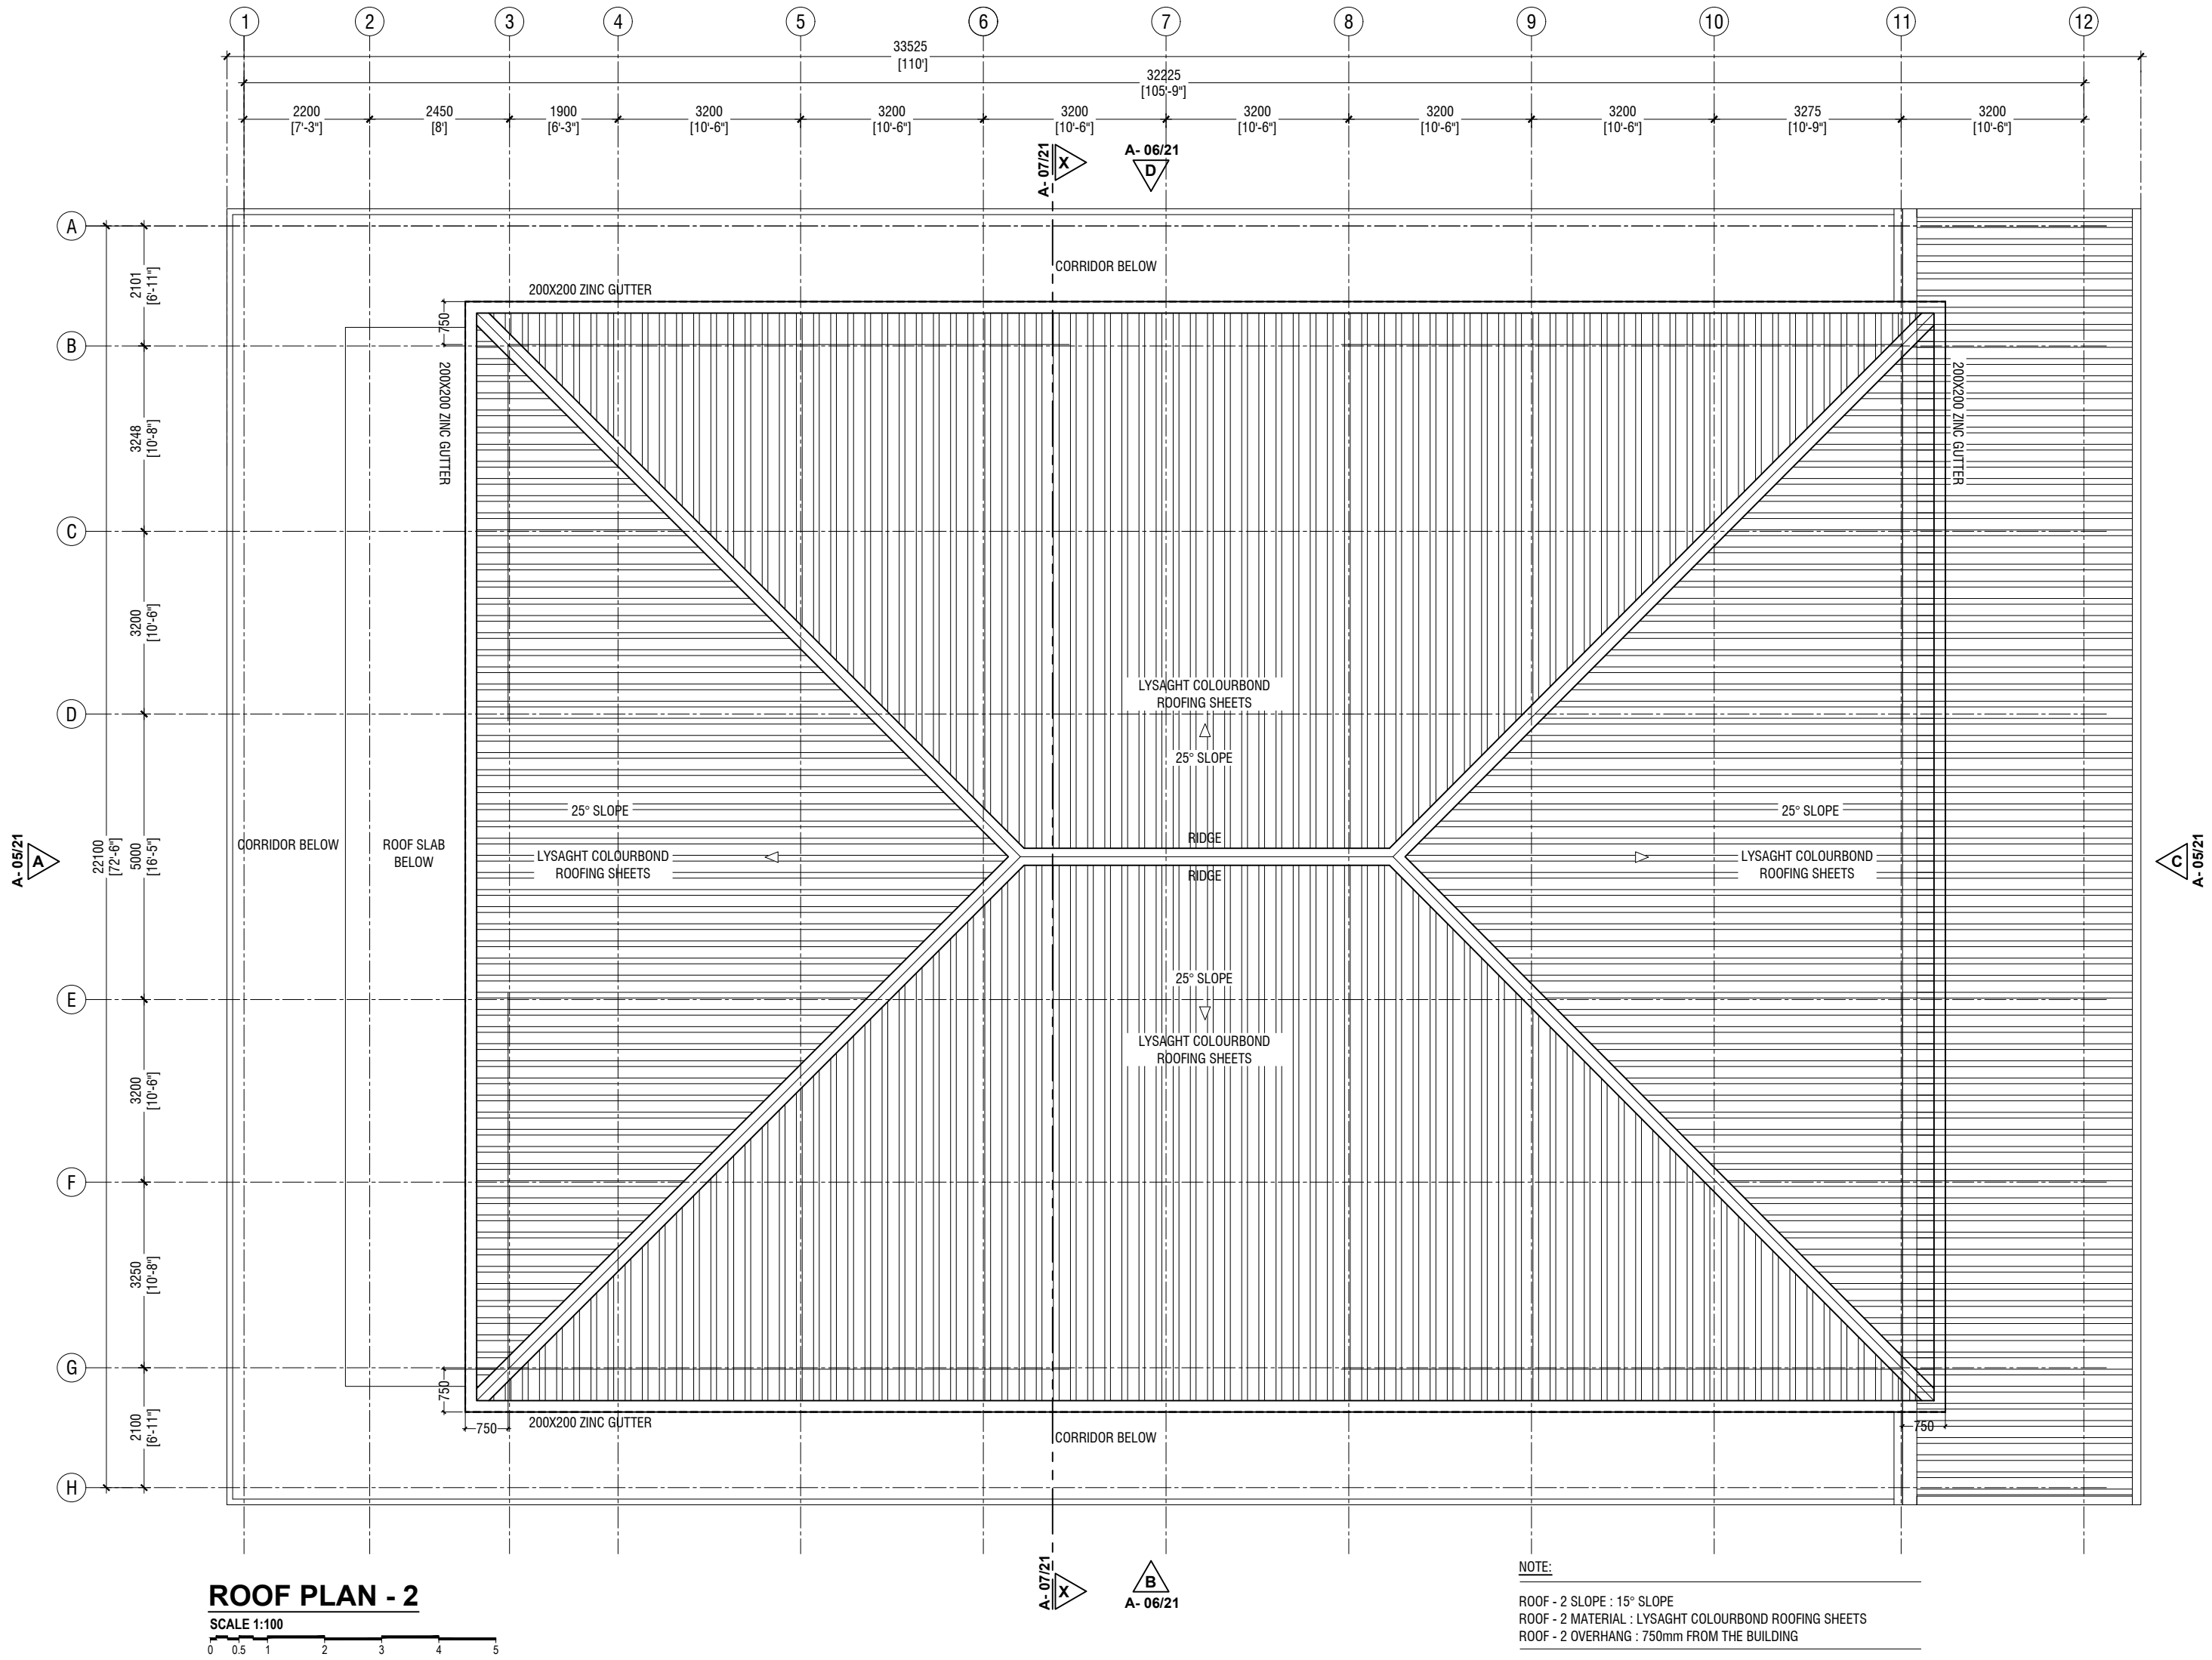 1 2 3 4 5 6 7 8 9 10 11 12
33525
[110']
32225
[105'-9"]
2200 2450 1900 3200 3200 3200 3200 3200 3200 3275 3200
[7'-3"] [8'] [6'-3"] [10'-6"] [10'-6"] [10'-6"] [10'-6"] [10'-6"] [10'-6"] [10'-9"] [10'-6"]
A- 07/21
X
A- 06/21
D
A
2101
[6'-11"]
CORRIDOR BELOW
200X200 ZINC GUTTER
750
B
3248
[10'-8"]
200X200 ZINC GUTTER
200X200 ZINC GUTTER
C
3200
[10'-6"]
LYSAGHT COLOURBOND
ROOFING SHEETS
D
25° SLOPE
25° SLOPE
25° SLOPE
A- 05/21
A
22100
[72'-6"]
5000
[16'-5"]
CORRIDOR BELOW
ROOF SLAB
BELOW
LYSAGHT COLOURBOND
ROOFING SHEETS
RIDGE
RIDGE
LYSAGHT COLOURBOND
ROOFING SHEETS
C
A- 05/21
25° SLOPE
E
LYSAGHT COLOURBOND
ROOFING SHEETS
3200
[10'-6"]
F
3250
[10'-8"]
G
750
750
200X200 ZINC GUTTER
750
2100
[6'-11"]
CORRIDOR BELOW
H
A- 07/21
X
B
A- 06/21
ROOF PLAN - 2
SCALE 1:100
0 0.5 1 2 3 4 5
NOTE:
ROOF - 2 SLOPE : 15° SLOPE
ROOF - 2 MATERIAL : LYSAGHT COLOURBOND ROOFING SHEETS
ROOF - 2 OVERHANG : 750mm FROM THE BUILDING